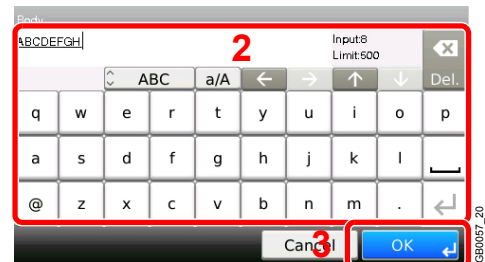 Body
ABCDEFGH
2
Input:8
Limit:500
ABC a/A ← → ↑ ↓ Del.
q w e r t y u i o p
a s d f g h j k l
@ z x c v b n m .
Cancel
3
OK
GB0057_20